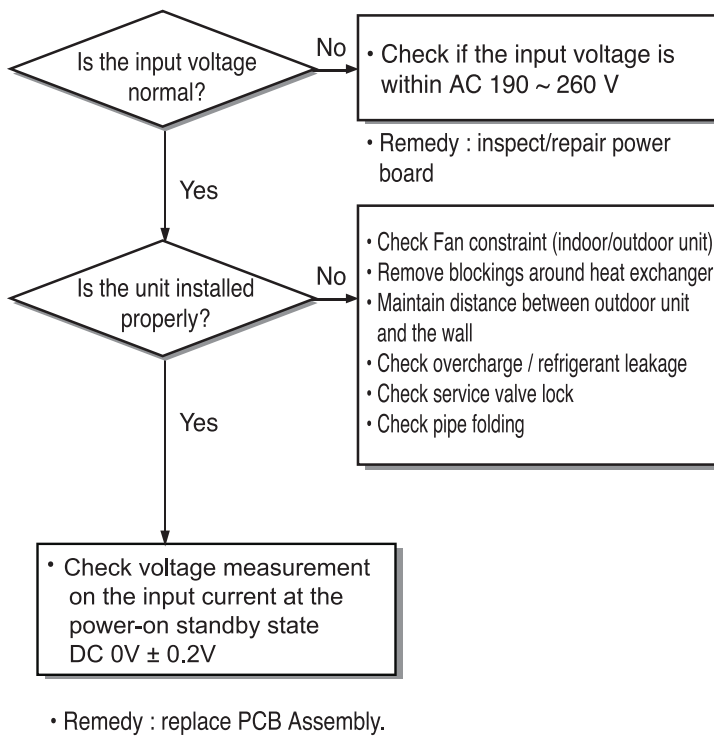 Is the input voltage
normal?
No
• Check if the input voltage is
within AC 190 ~ 260 V
• Remedy : inspect/repair power
board
Yes
Is the unit installed
properly?
No
• Check Fan constraint (indoor/outdoor unit)
• Remove blockings around heat exchanger
• Maintain distance between outdoor unit
and the wall
• Check overcharge / refrigerant leakage
• Check service valve lock
• Check pipe folding
Yes
• Check voltage measurement
on the input current at the
power-on standby state
DC 0V ± 0.2V
• Remedy : replace PCB Assembly.